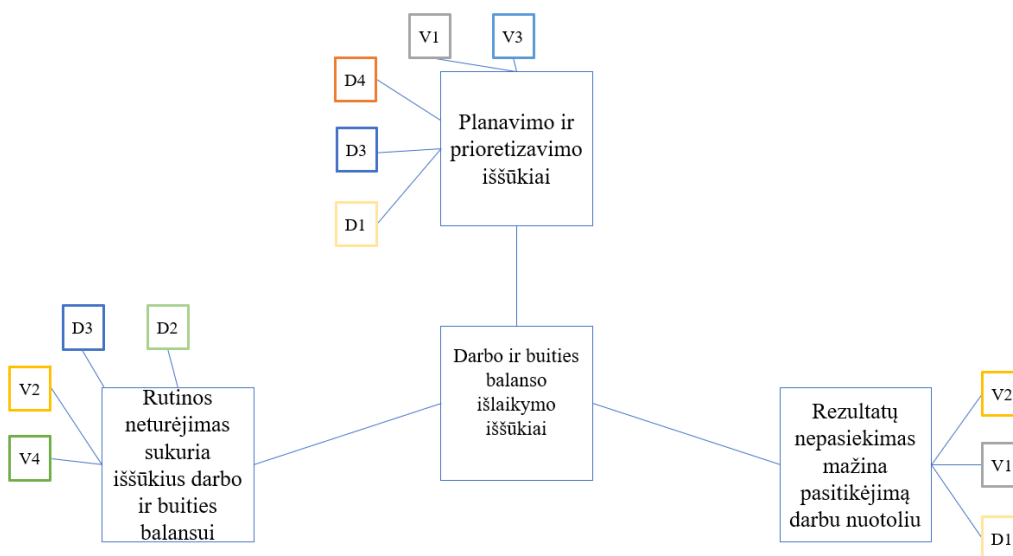 V1
V3
D4
D3
D1
Planavimo ir
prioretizavimo
iššūkiai
D3
D2
V2
V4
Rutinos
neturėjimas
sukuria
iššūkius darbo
ir buities
balansui
Darbo ir buities
balanso
išlaikymo
iššūkiai
Rezultatų
nepasiekimas
mažina
pasitikėjimą
darbu nuotoliu
V2
V1
D1